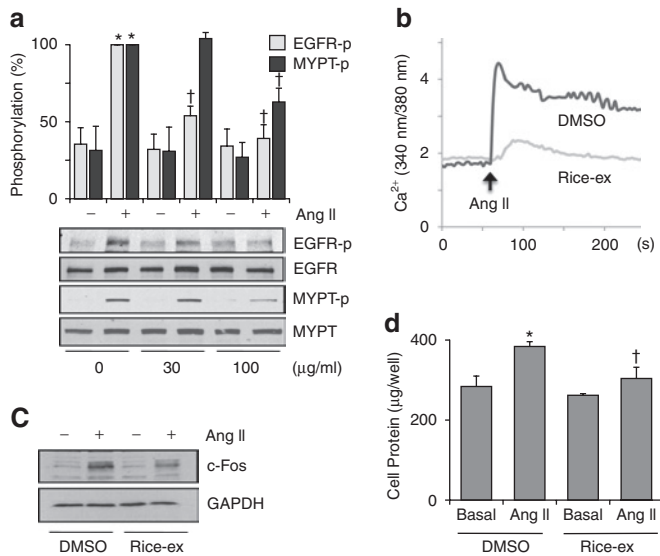 a
Phosphorylation (%)
100
50
0
* *
†
†
†
EGFR-p
MYPT-p
– + – + – + Ang II
EGFR-p
EGFR
MYPT-p
MYPT
0 30 100 (μg/ml)
b
Ca2+ (340 nm/380 nm)
4
2
0
DMSO
Rice-ex
Ang II
0 100 200 (s)
C
– + – + Ang II
c-Fos
GAPDH
DMSO Rice-ex
d
Cell Protein (μg/well)
400
200
0
*
†
Basal Ang II Basal Ang II
DMSO Rice-ex